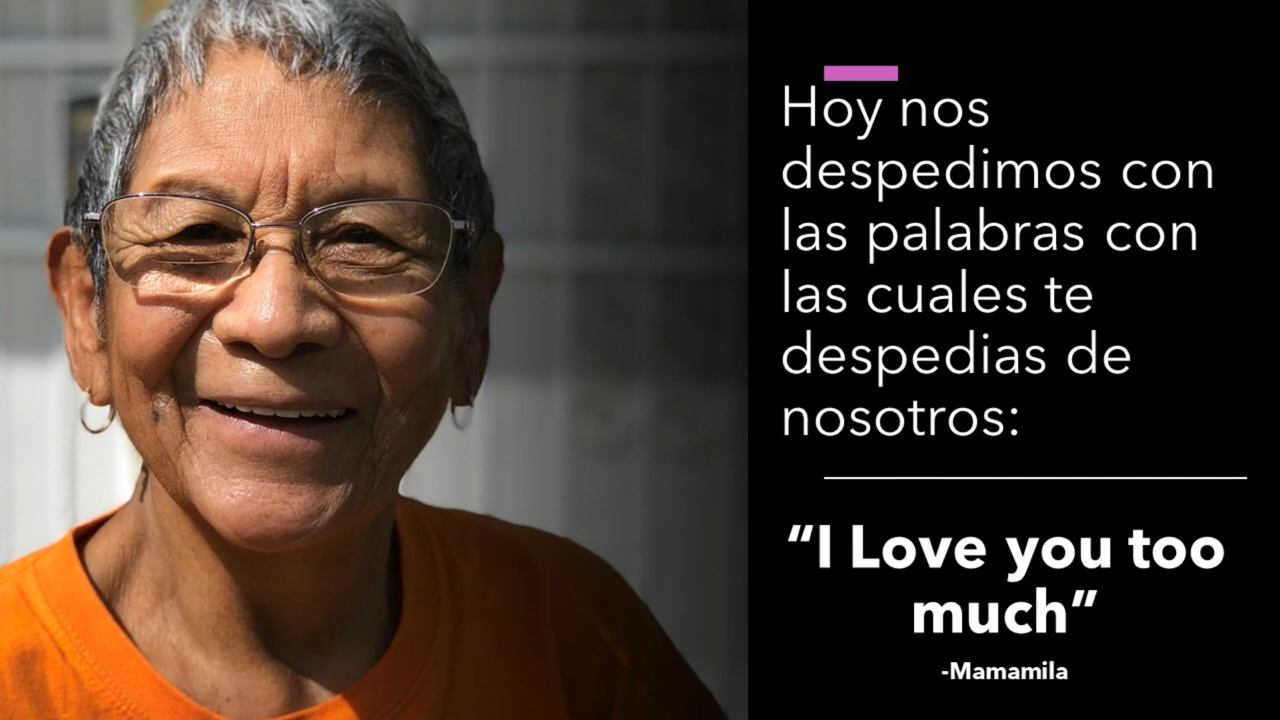 Hoy nos
despedimos con
las palabras con
las cuales te
despedias de
nosotros:
“I Love you too
much”
-Mamamila